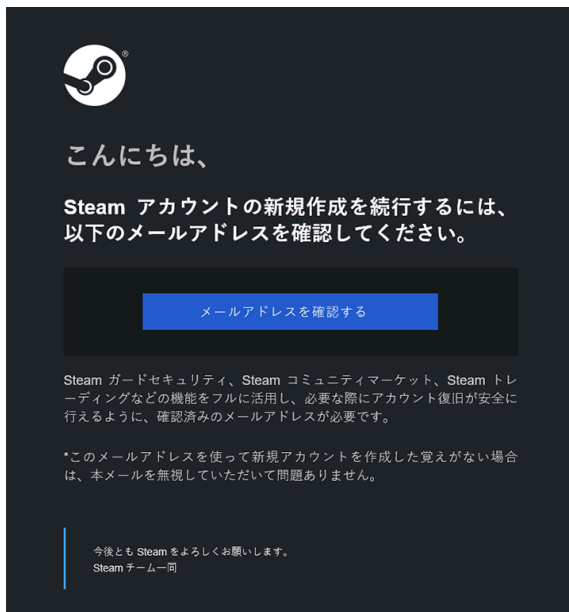 ®
こんにちは、
Steam アカウントの新規作成を続行するには、
以下のメールアドレスを確認してください。
メールアドレスを確認する
Steam ガードセキュリティ、Steam コミュニティマーケット、Steam トレ
ーディングなどの機能をフルに活用し、必要な際にアカウント復旧が安全に
行えるように、確認済みのメールアドレスが必要です。
*このメールアドレスを使って新規アカウントを作成した覚えがない場合
は、本メールを無視していただいて問題ありません。
今後とも Steam をよろしくお願いします。
Steam チーム一同